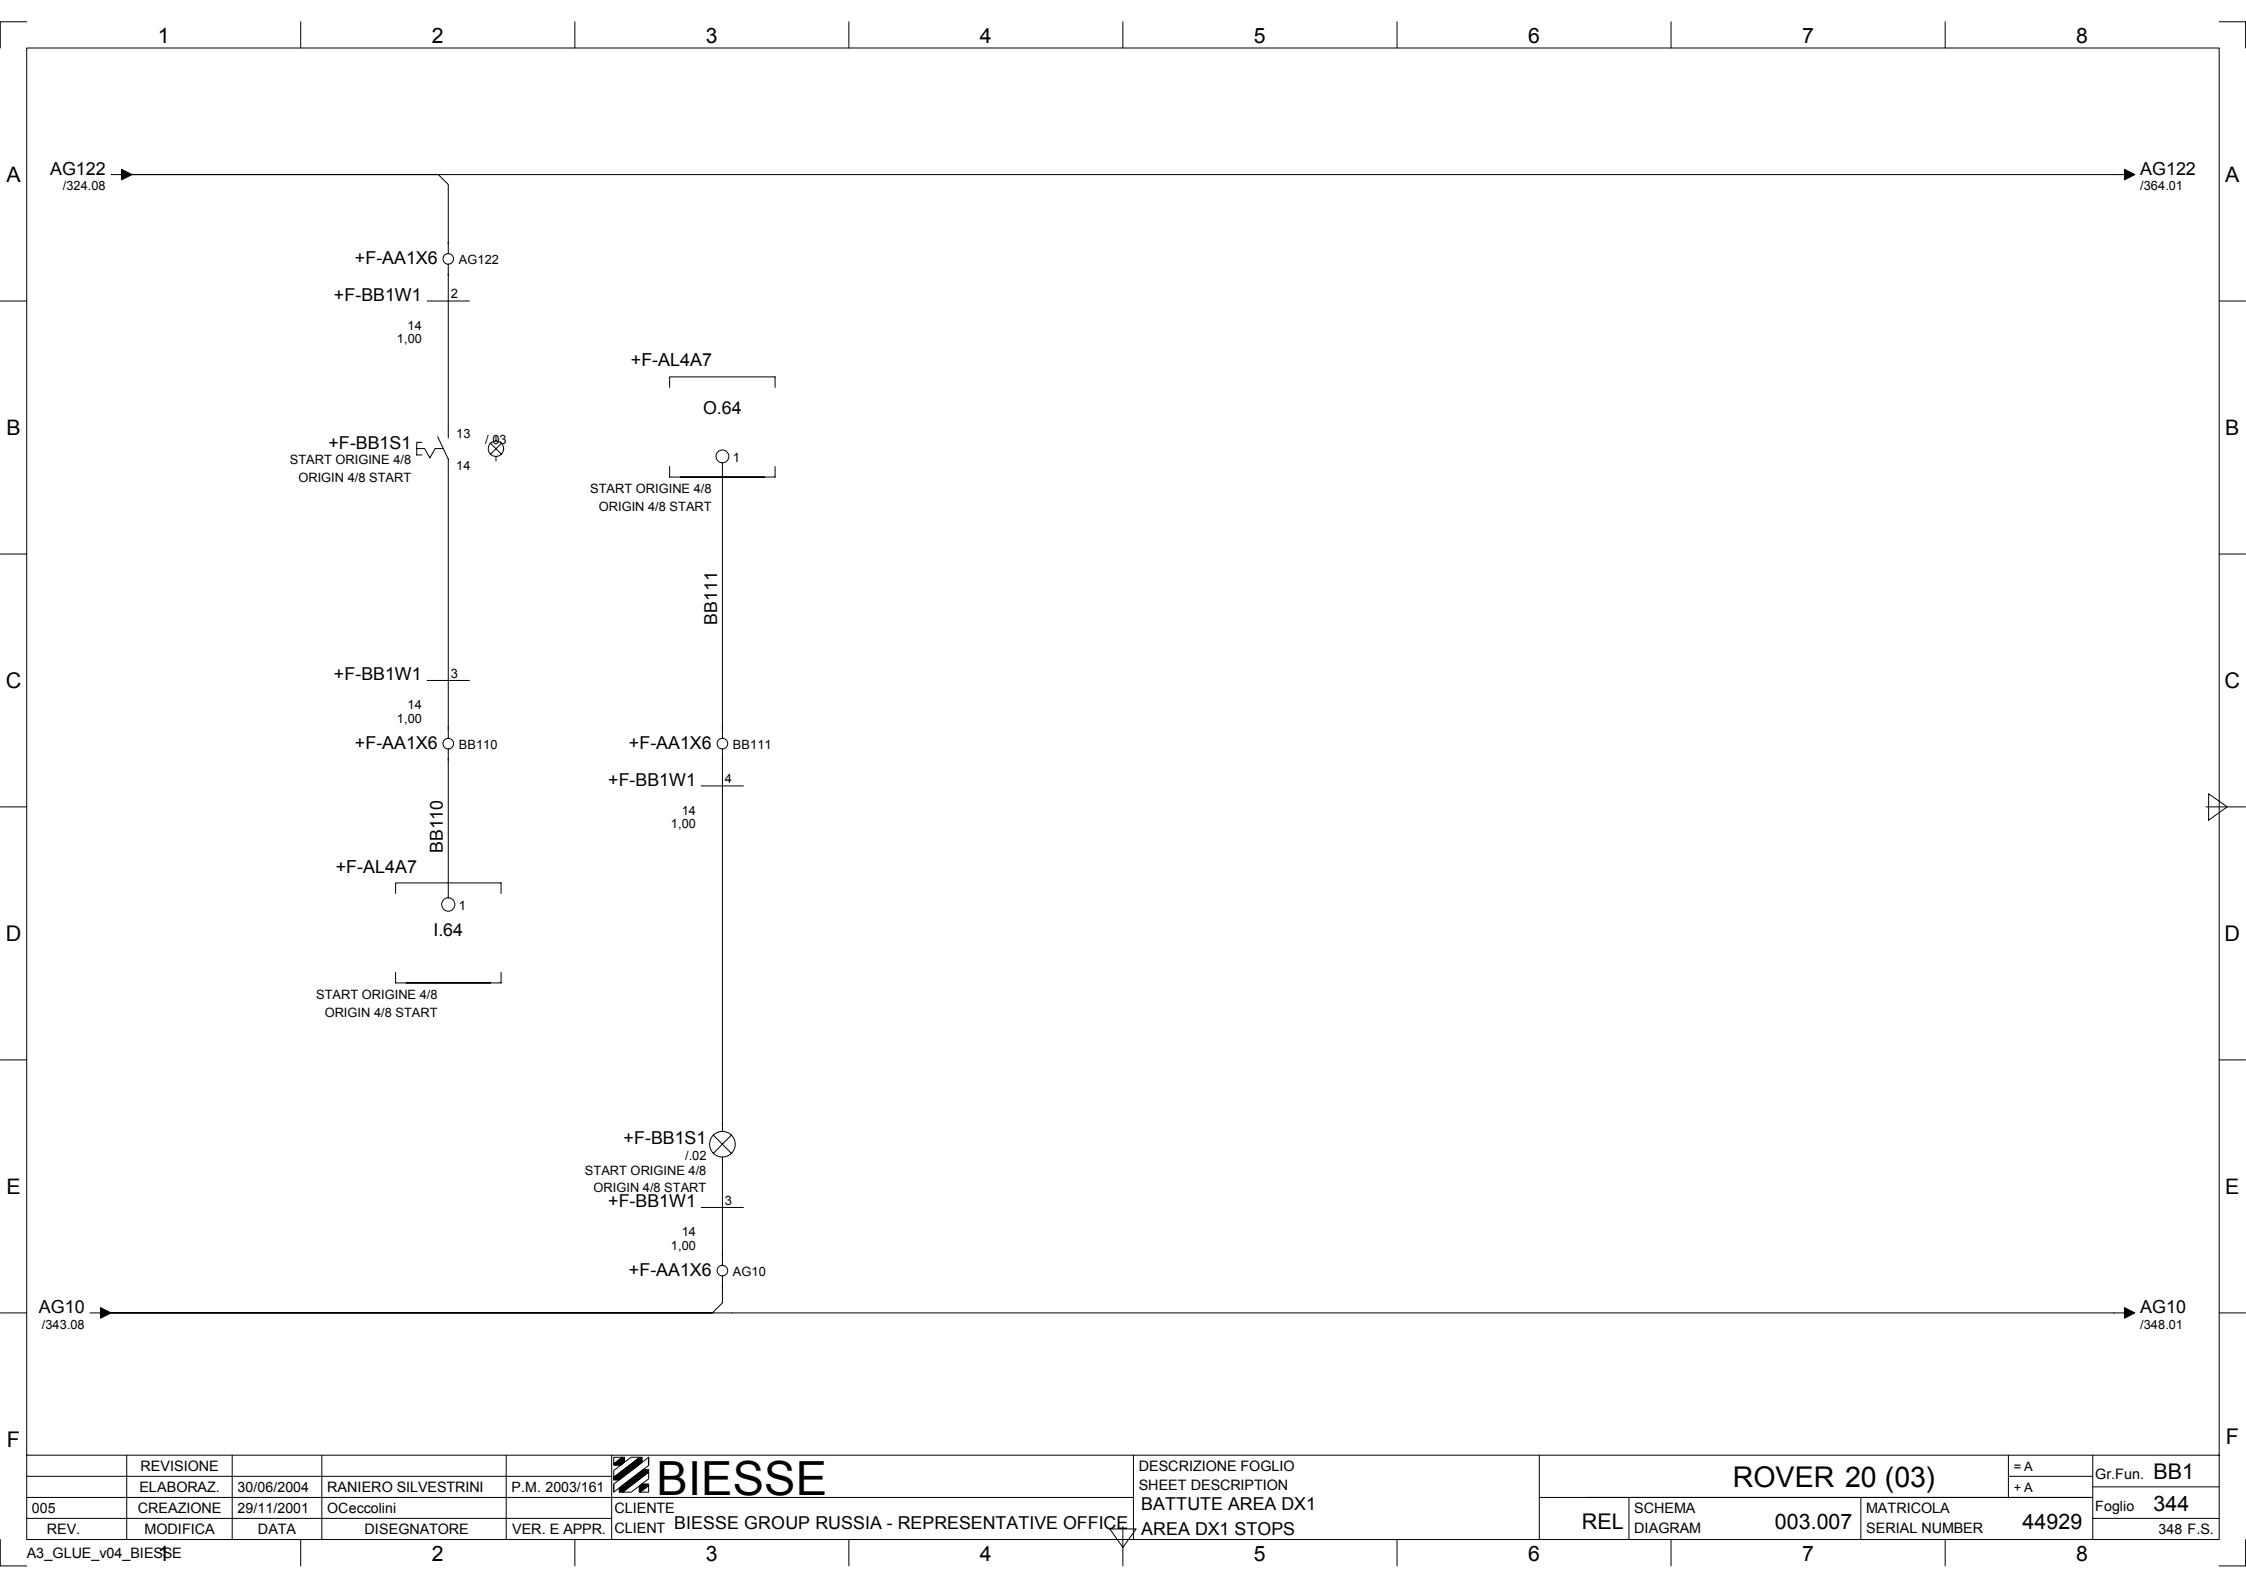 1 2 3 4 5 6 7 8
A AG122 AG122 A
/324.08 /364.01
+F-AA1X6 AG122
+F-BB1W1 2
14
1,00
+F-AL4A7
O.64
B B
+F-BB1S1 13
START ORIGINE 4/8 14
ORIGIN 4/8 START
1
START ORIGINE 4/8
ORIGIN 4/8 START
BB111
C C
+F-BB1W1 3
14
1,00
+F-AA1X6 BB110 +F-AA1X6 BB111
+F-BB1W1 4
14
1,00
BB110
+F-AL4A7
1
I.64
D D
START ORIGINE 4/8
ORIGIN 4/8 START
+F-BB1S1
/.02
START ORIGINE 4/8
ORIGIN 4/8 START
E E
+F-BB1W1 3
14
1,00
+F-AA1X6 AG10
AG10 AG10
/343.08 /348.01
F F
REVISIONE
ELABORAZ. 30/06/2004 RANIERO SILVESTRINI P.M. 2003/161
005 CREAZIONE 29/11/2001 OCeccolini
REV. MODIFICA DATA DISEGNATORE VER. E APPR.
BIESSE
CLIENTE
CLIENT BIESSE GROUP RUSSIA - REPRESENTATIVE OFFICE
DESCRIZIONE FOGLIO
SHEET DESCRIPTION
BATTUTE AREA DX1
AREA DX1 STOPS
ROVER 20 (03)
= A
+ A
Gr.Fun. BB1
REL SCHEMA
DIAGRAM 003.007
MATRICOLA
SERIAL NUMBER 44929
Foglio 344
348 F.S.
A3_GLUE_v04_BIESSE
1 2 3 4 5 6 7 8